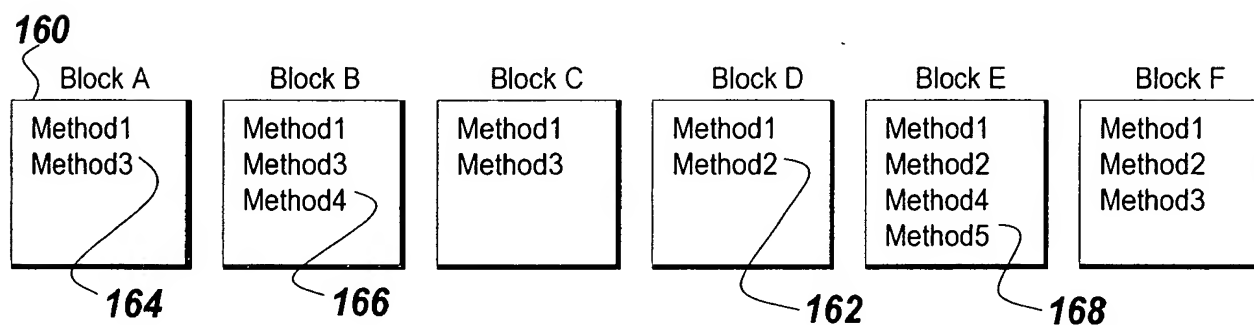 160
Block A
Method1
Method3
164
Block B
Method1
Method3
Method4
166
Block C
Method1
Method3
Block D
Method1
Method2
162
Block E
Method1
Method2
Method4
Method5
168
Block F
Method1
Method2
Method3